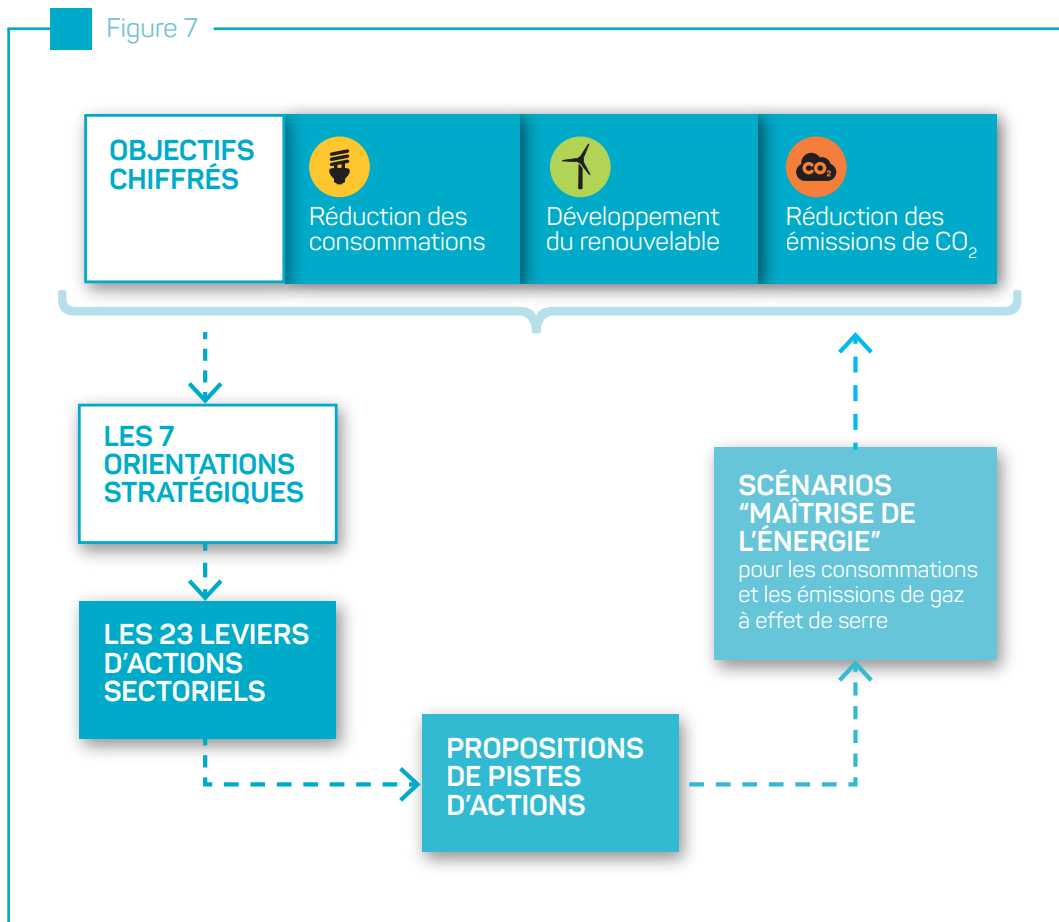 Figure 7
OBJECTIFS
CHIFFRÉS
Réduction des
consommations
Développement
du renouvelable
CO2
Réduction des
émissions de CO2
LES 7
ORIENTATIONS
STRATÉGIQUES
LES 23 LEVIERS
D'ACTIONS
SECTORIELS
PROPOSITIONS
DE PISTES
D'ACTIONS
SCÉNARIOS
“MAÎTRISE DE
L'ÉNERGIE”
pour les consommations
et les émissions de gaz
à effet de serre